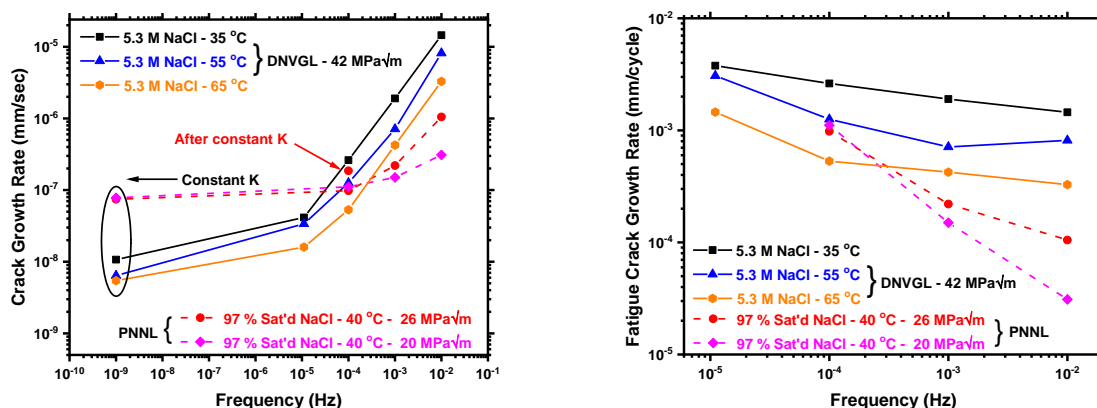 5.3 M NaCl - 35 °C
5.3 M NaCl - 55 °C } DNVGL - 42 MPa√m
5.3 M NaCl - 65 °C
After constant K
Constant K
PNNL { 97 % Sat'd NaCl - 40 °C - 26 MPa√m
97 % Sat'd NaCl - 40 °C - 20 MPa√m
Crack Growth Rate (mm/sec)
10⁻⁵
10⁻⁶
10⁻⁷
10⁻⁸
10⁻⁹
10⁻¹⁰ 10⁻⁹ 10⁻⁸ 10⁻⁷ 10⁻⁶ 10⁻⁵ 10⁻⁴ 10⁻³ 10⁻² 10⁻¹
Frequency (Hz)
Fatigue Crack Growth Rate (mm/cycle)
10⁻²
10⁻³
10⁻⁴
10⁻⁵
5.3 M NaCl - 35 °C
5.3 M NaCl - 55 °C } DNVGL - 42 MPa√m
5.3 M NaCl - 65 °C
97 % Sat'd NaCl - 40 °C - 26 MPa√m } PNNL
97 % Sat'd NaCl - 40 °C - 20 MPa√m
10⁻⁵ 10⁻⁴ 10⁻³ 10⁻²
Frequency (Hz)